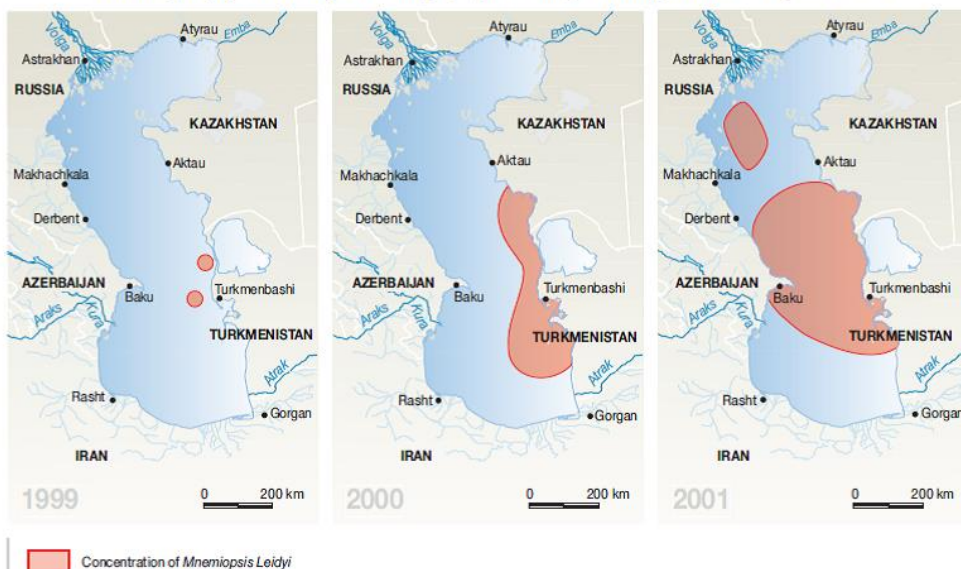 Atyrau
Volga
Emba
Astrakhan
RUSSIA
KAZAKHSTAN
Aktau
Makhachkala
Derbent
AZERBAIJAN
Baku
Turkmenbashi
Araks
Kura
TURKMENISTAN
Atrak
Rasht
Gorgan
IRAN
1999
0 200 km
Atyrau
Volga
Emba
Astrakhan
RUSSIA
KAZAKHSTAN
Aktau
Makhachkala
Derbent
AZERBAIJAN
Baku
Turkmenbashi
Araks
Kura
TURKMENISTAN
Atrak
Rasht
Gorgan
IRAN
2000
0 200 km
Atyrau
Volga
Emba
Astrakhan
RUSSIA
KAZAKHSTAN
Aktau
Makhachkala
Derbent
AZERBAIJAN
Baku
Turkmenbashi
Araks
Kura
TURKMENISTAN
Atrak
Rasht
Gorgan
IRAN
2001
0 200 km
Concentration of Mnemiopsis Leidyi